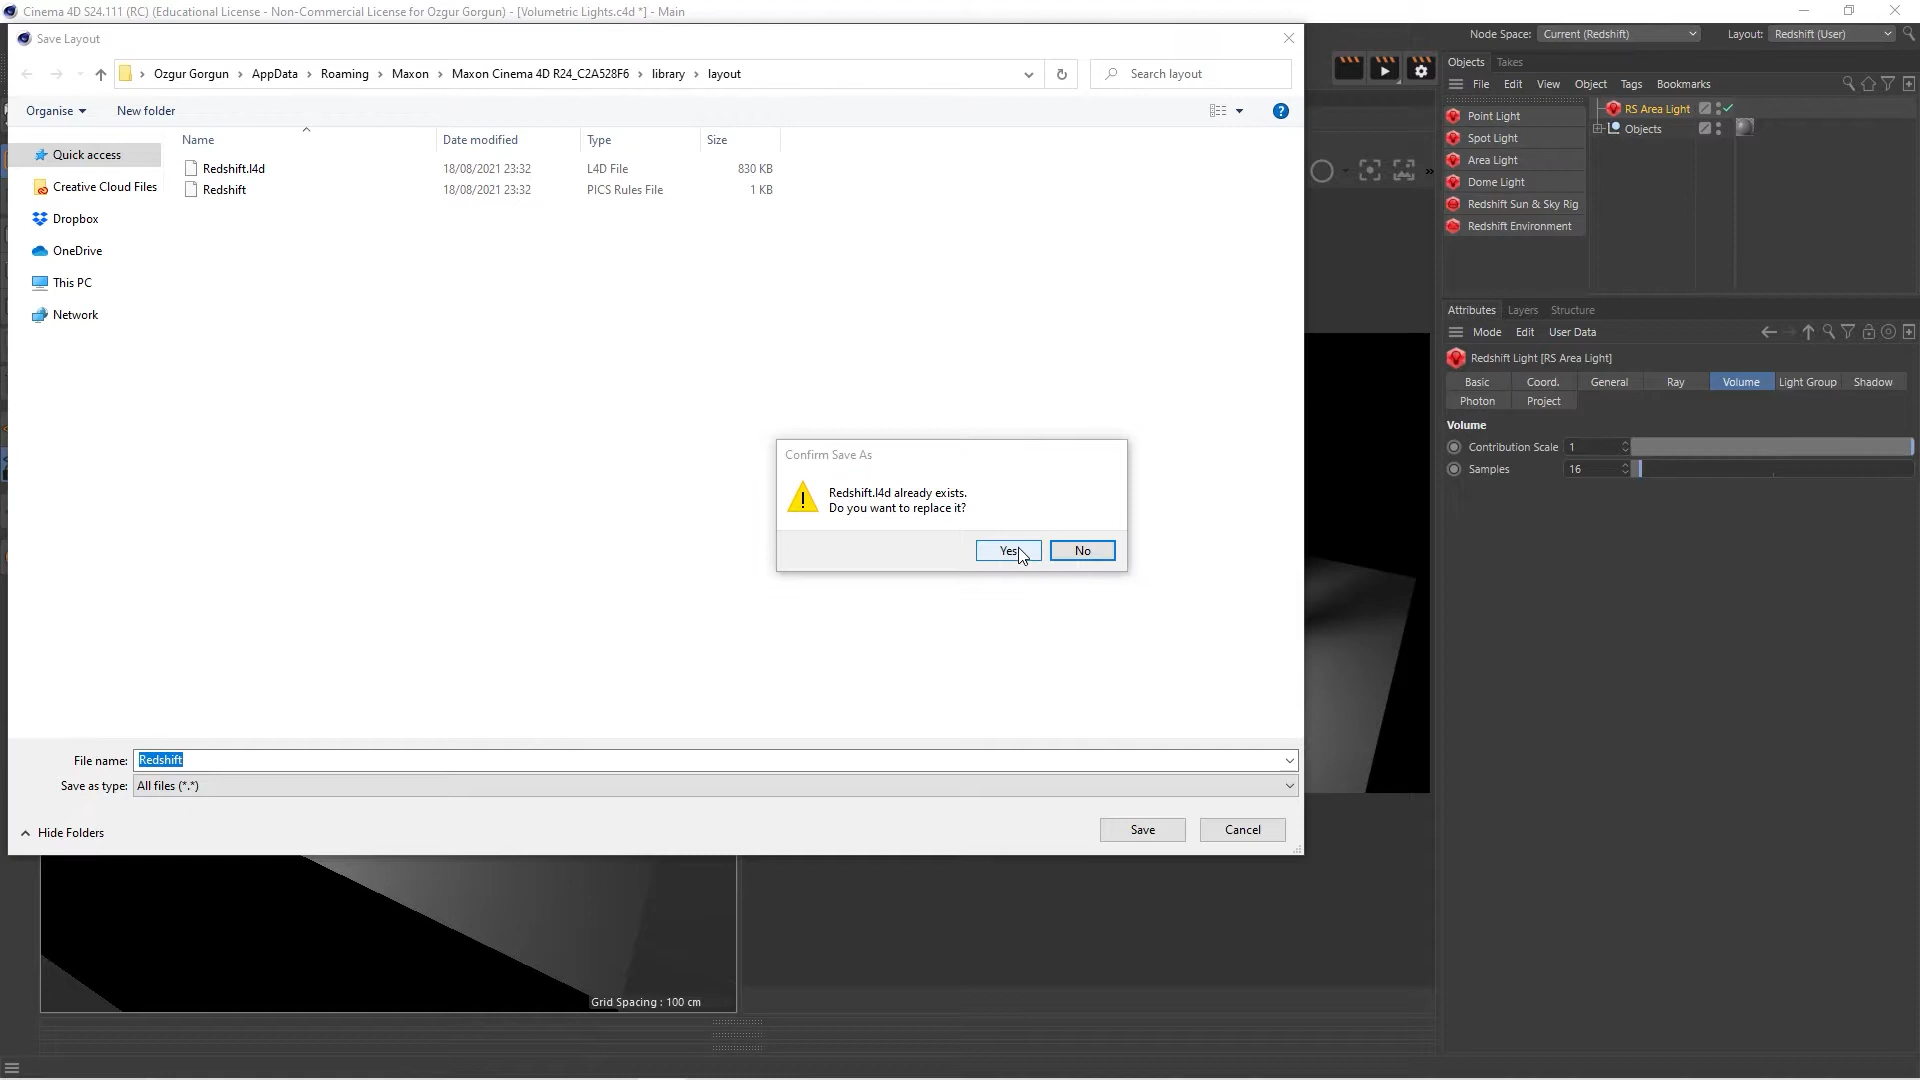 Cinema 4D S24.111 (RC) (Educational License - Non-Commercial License for Ozgur Gorgun) - [Volumetric Lights.c4d *] - Main
Save Layout
Node Space: Current (Redshift) Layout: Redshift (User)
Ozgur Gorgun > AppData > Roaming > Maxon > Maxon Cinema 4D R24_C2A528F6 > library > layout
Search layout
Organise
New folder
Name Date modified Type Size
Quick access
Creative Cloud Files
Dropbox
OneDrive
This PC
Network
Redshift.l4d 18/08/2021 23:32 L4D File 830 KB
Redshift 18/08/2021 23:32 PICS Rules File 1 KB
Confirm Save As
Redshift.l4d already exists.
Do you want to replace it?
Yes No
File name: Redshift
Save as type: All files (*.*)
Hide Folders
Save Cancel
Grid Spacing : 100 cm
Objects Takes
File Edit View Object Tags Bookmarks
Point Light
Spot Light
Area Light
Dome Light
Redshift Sun & Sky Rig
Redshift Environment
RS Area Light
Objects
Attributes Layers Structure
Mode Edit User Data
Redshift Light [RS Area Light]
Basic Coord. General Ray Volume Light Group Shadow
Photon Project
Volume
Contribution Scale 1
Samples 16